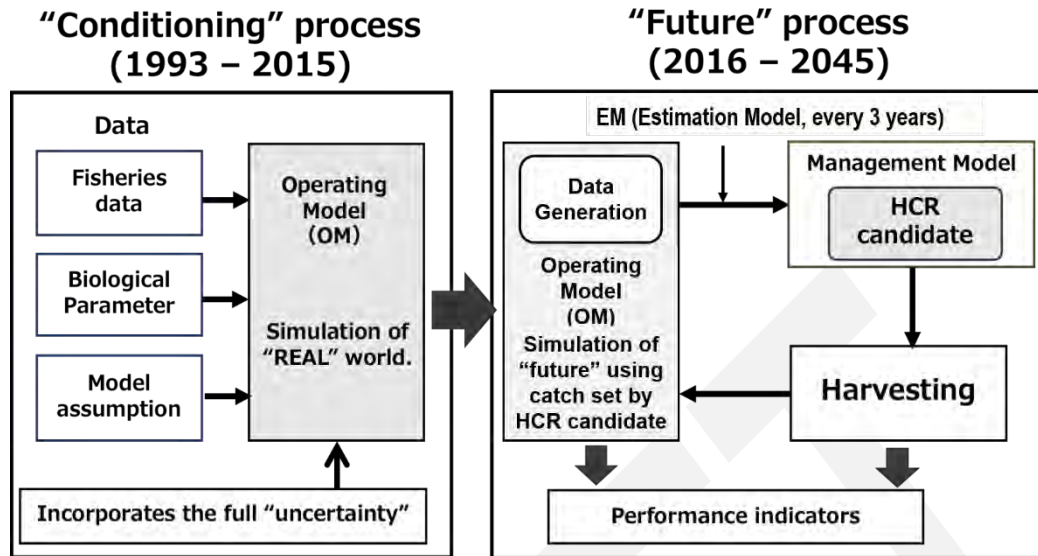 “Conditioning” process
(1993 – 2015)
Data
Fisheries
data
Biological
Parameter
Model
assumption
Operating
Model
(OM)
Simulation of
“REAL” world.
Incorporates the full “uncertainty”
“Future” process
(2016 – 2045)
EM (Estimation Model, every 3 years)
Data
Generation
Operating
Model
(OM)
Simulation of
“future” using
catch set by
HCR candidate
Management Model
HCR
candidate
Harvesting
Performance indicators